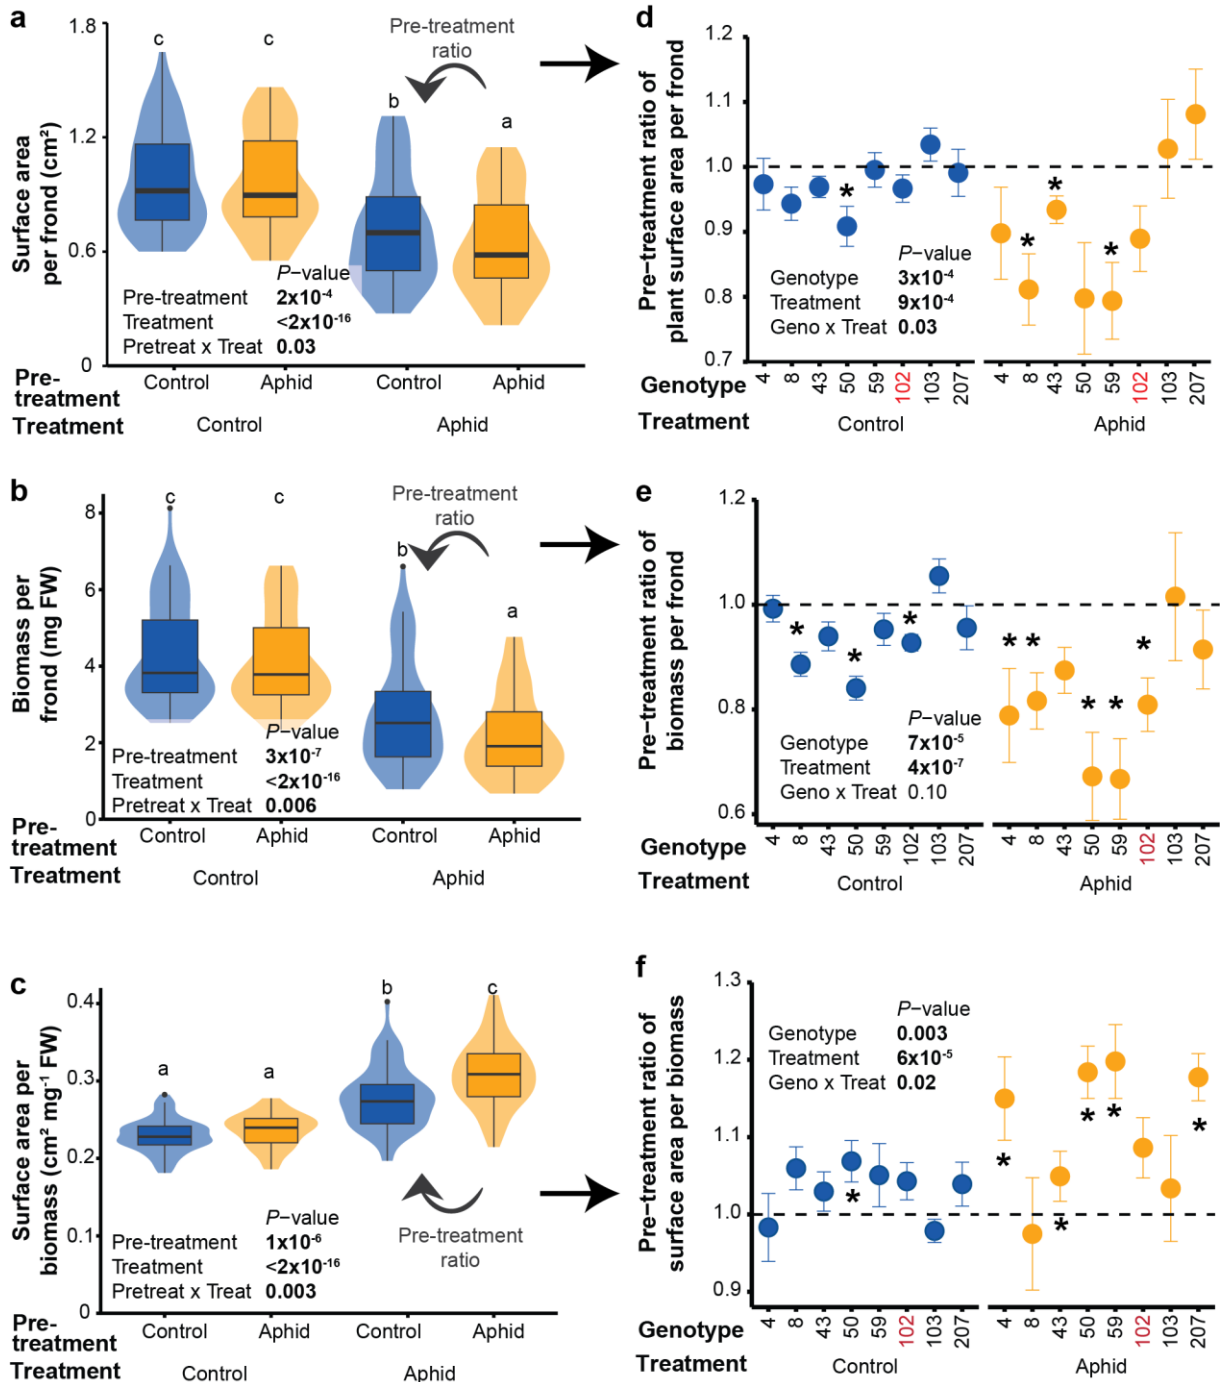 a
1.8
1.2
0.6
0
Surface area
per frond (cm²)
c
c
b
a
Pre-treatment
ratio
P–value
Pre-treatment 2x10⁻⁴
Treatment <2x10⁻¹⁶
Pretreat x Treat 0.03
Pre-
treatment
Control Aphid Control Aphid
Treatment Control Aphid
d
1.2
1.1
1.0
0.9
0.8
0.7
Pre–treatment ratio of
plant surface area per frond
* * * *
P–value
Genotype 3x10⁻⁴
Treatment 9x10⁻⁴
Geno x Treat 0.03
Genotype 4 8 43 50 59 102 103 207 4 8 43 50 59 102 103 207
Treatment Control Aphid
b
8
6
4
2
0
Biomass per
frond (mg FW)
c
c
b
a
Pre-treatment
ratio
P–value
Pre-treatment 3x10⁻⁷
Treatment <2x10⁻¹⁶
Pretreat x Treat 0.006
Pre-
treatment
Control Aphid Control Aphid
Treatment Control Aphid
e
1.2
1.0
0.8
0.6
Pre–treatment ratio of
biomass per frond
* * * * * * * *
P–value
Genotype 7x10⁻⁵
Treatment 4x10⁻⁷
Geno x Treat 0.10
Genotype 4 8 43 50 59 102 103 207 4 8 43 50 59 102 103 207
Treatment Control Aphid
c
0.4
0.3
0.2
0.1
0
Surface area per
biomass (cm² mg⁻¹ FW)
a
a
b
c
Pre-treatment
ratio
P–value
Pre-treatment 1x10⁻⁶
Treatment <2x10⁻¹⁶
Pretreat x Treat 0.003
Pre-
treatment
Control Aphid Control Aphid
Treatment Control Aphid
f
1.3
1.2
1.1
1.0
0.9
Pre–treatment ratio of
surface area per biomass
P–value
Genotype 0.003
Treatment 6x10⁻⁵
Geno x Treat 0.02
* * * * * *
Genotype 4 8 43 50 59 102 103 207 4 8 43 50 59 102 103 207
Treatment Control Aphid